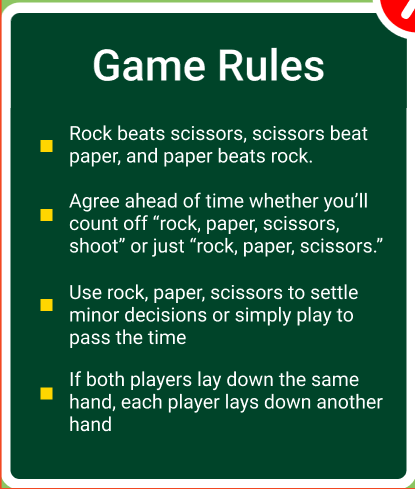 Game Rules
Rock beats scissors, scissors beat
paper, and paper beats rock.
Agree ahead of time whether you’ll
count off “rock, paper, scissors,
shoot” or just “rock, paper, scissors.”
Use rock, paper, scissors to settle
minor decisions or simply play to
pass the time
If both players lay down the same
hand, each player lays down another
hand